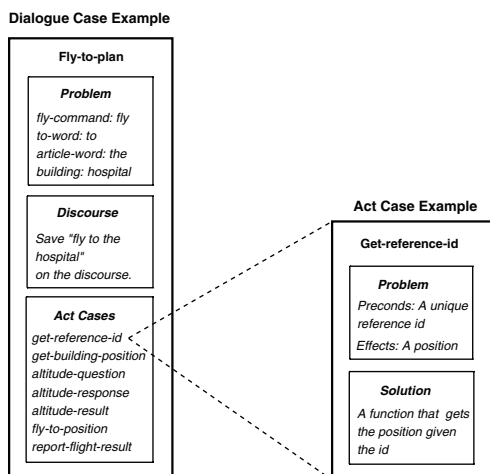 Dialogue Case Example
Fly-to-plan
Problem
fly-command: fly
to-word: to
article-word: the
building: hospital
Discourse
Save "fly to the
hospital"
on the discourse.
Act Cases
get-reference-id
get-building-position
altitude-question
altitude-response
altitude-result
fly-to-position
report-flight-result
Act Case Example
Get-reference-id
Problem
Preconds: A unique
reference id
Effects: A position
Solution
A function that gets
the position given
the id